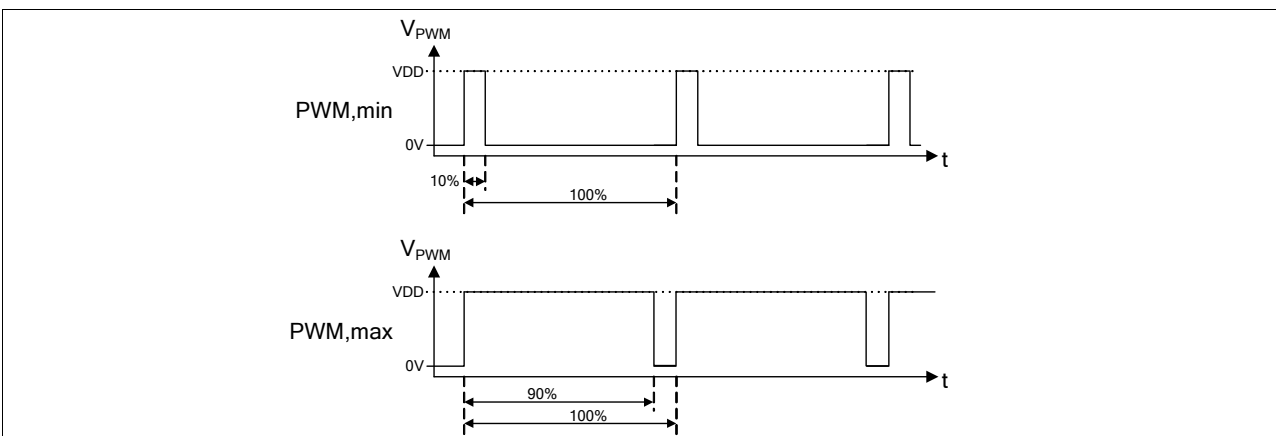 V_PWM
VDD
PWM,min
0V
t
10%
100%
V_PWM
VDD
PWM,max
0V
t
90%
100%